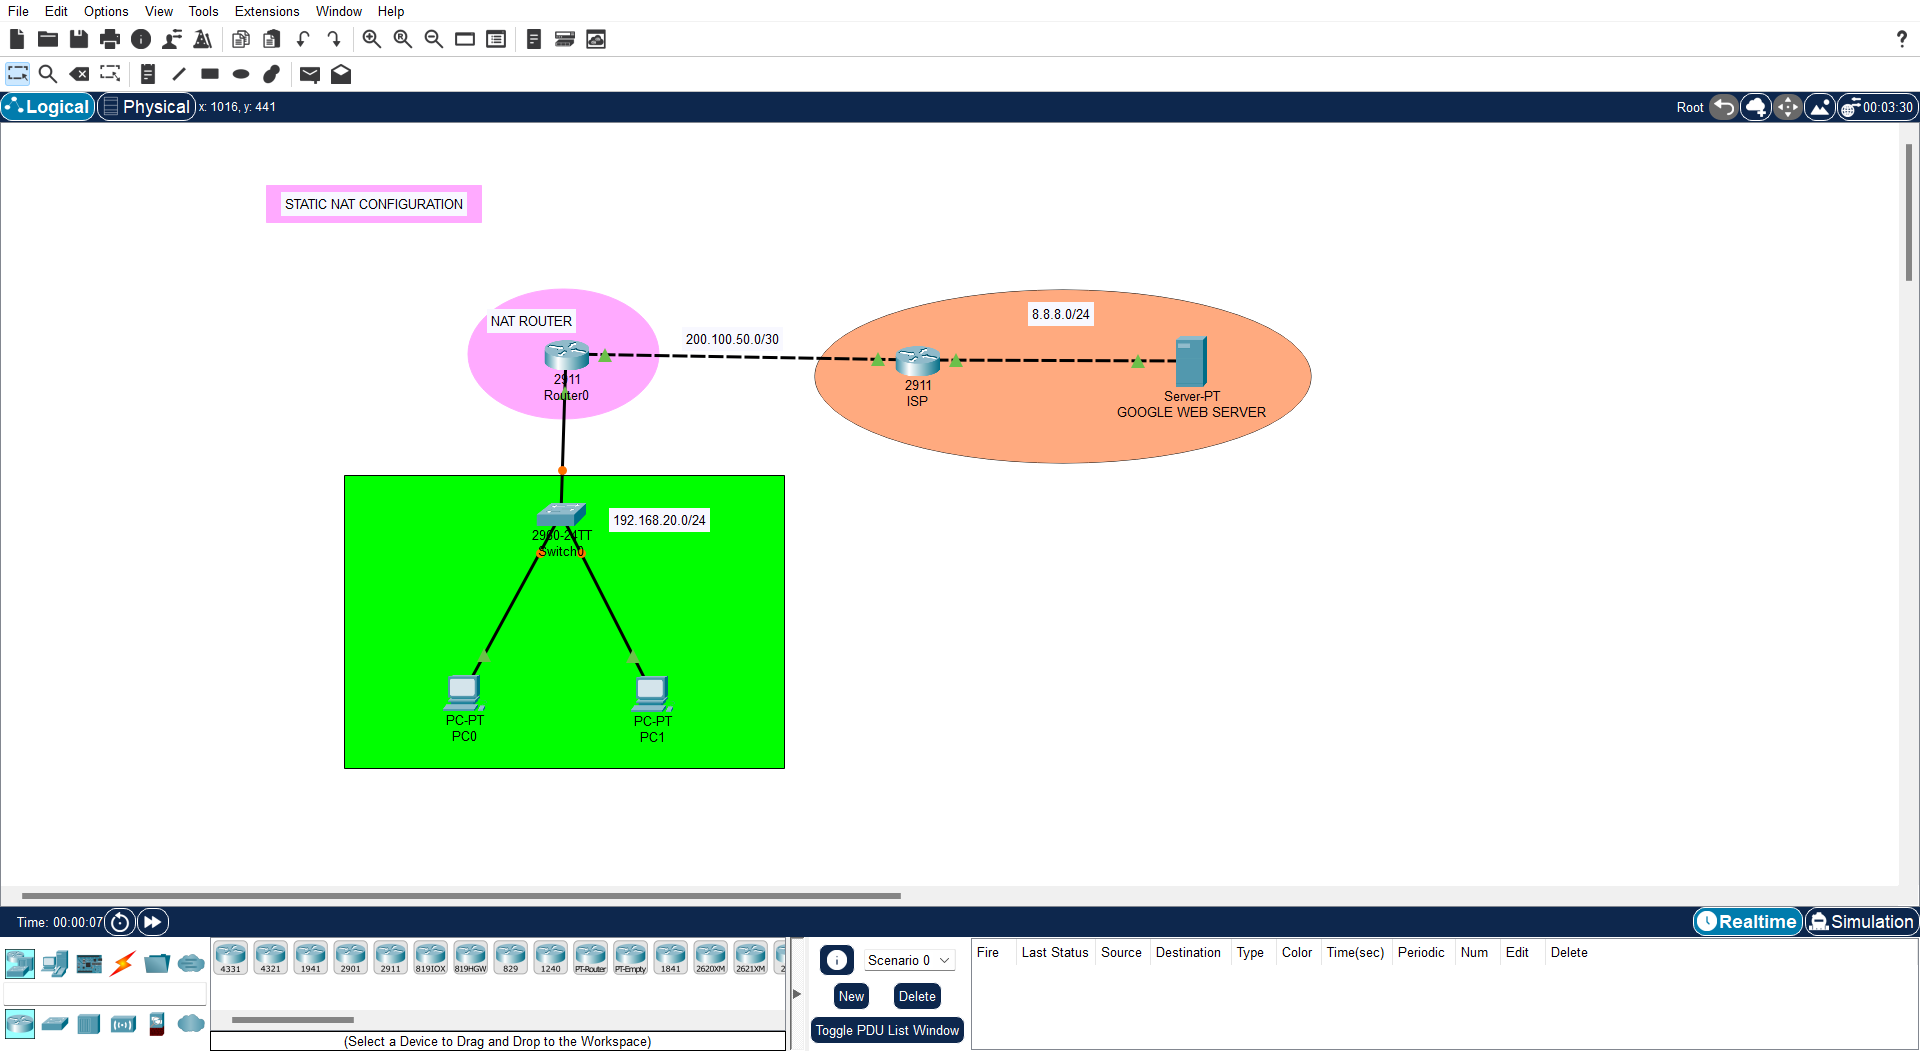 File Edit Options View Tools Extensions Window Help
?
Logical Physical x: 1016, y: 441 Root 00:03:30
STATIC NAT CONFIGURATION
NAT ROUTER
8.8.8.0/24
200.100.50.0/30
2911
Router0
2911
ISP
Server-PT
GOOGLE WEB SERVER
192.168.20.0/24
2960-24TT
Switch0
PC-PT
PC0
PC-PT
PC1
Time: 00:00:07 Realtime Simulation
4331 4321 1941 2901 2911 819IOX 819HGW 829 1240 PT-Router PT-Empty 1841 2620XM 2621XM 2
Scenario 0
New Delete
Toggle PDU List Window
Fire Last Status Source Destination Type Color Time(sec) Periodic Num Edit Delete
(Select a Device to Drag and Drop to the Workspace)